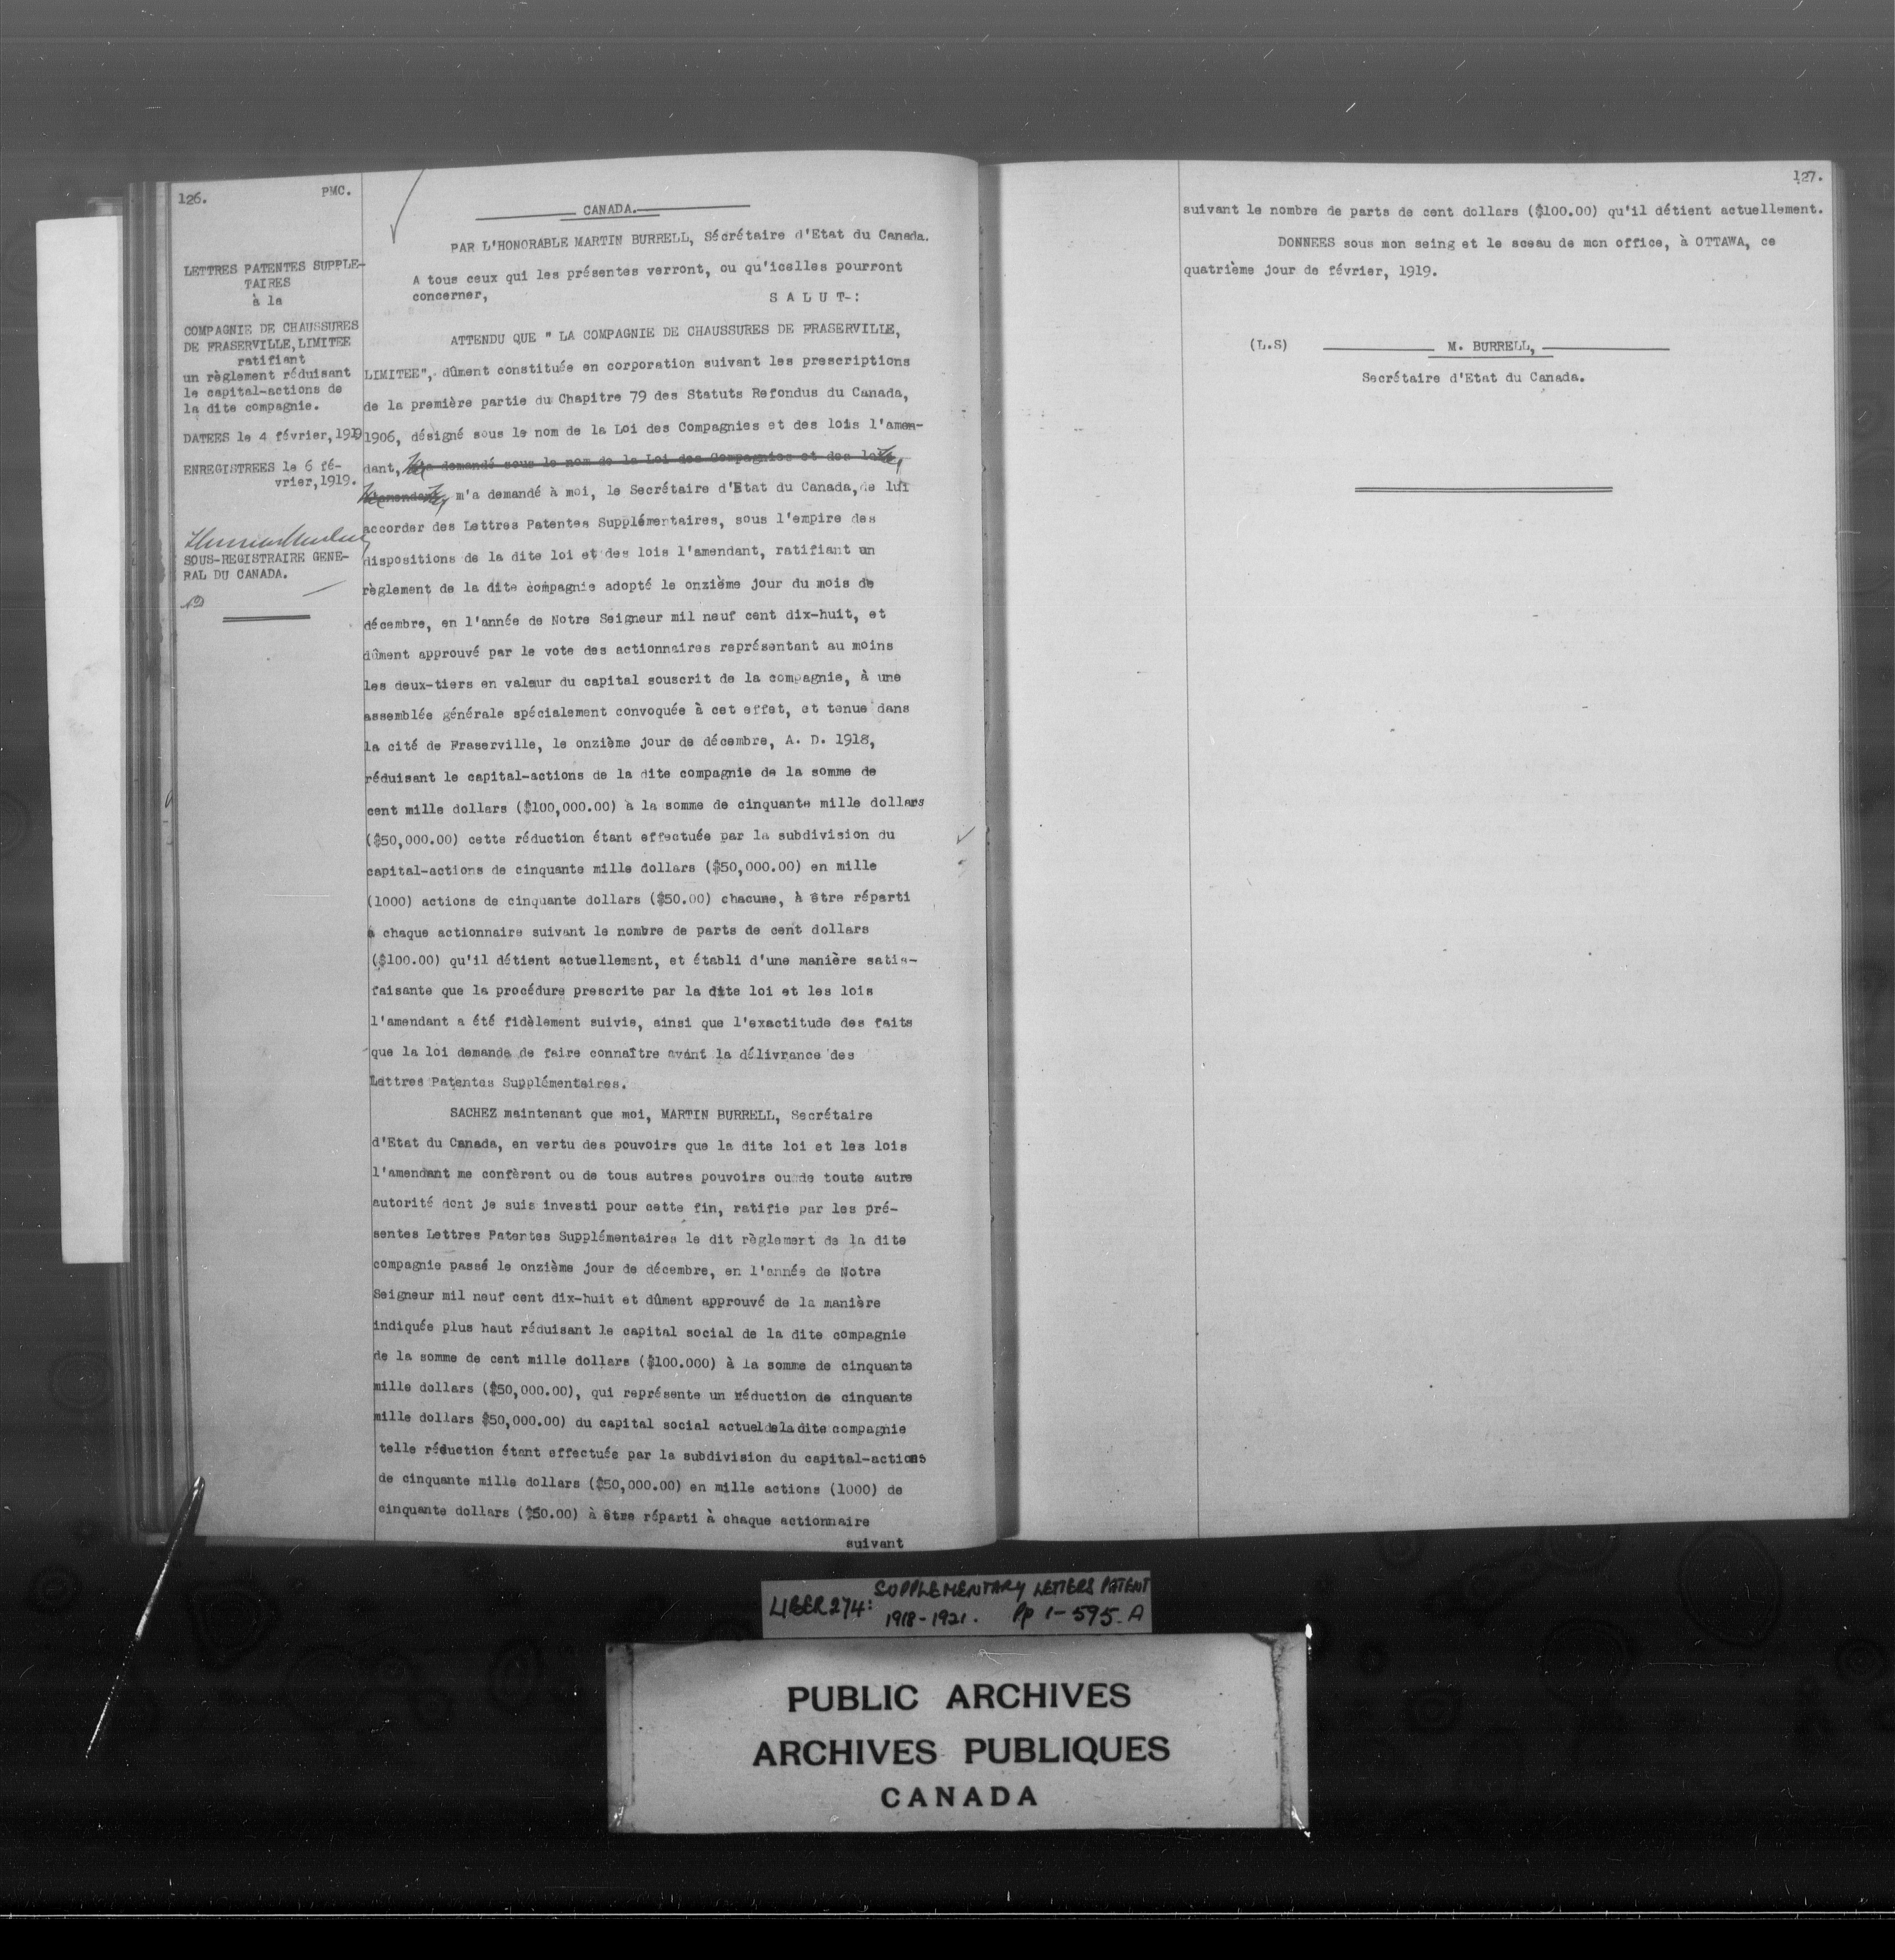 126.
PMC.
LETTRES PATENTES SUPPLE-
TAIRES
à la
COMPAGNIE DE CHAUSSURES
DE FRASERVILLE,LIMITEE
ratifiant
un règlement réduisant
le capital-actions de
la dite compagnie.
DATEES le 4 février,1919
ENREGISTREES le 6 fé-
vrier,1919.
SOUS-REGISTRAIRE GENE-
RAL DU CANADA.
CANADA.
PAR L'HONORABLE MARTIN BURRELL, Sécrétaire d'Etat du Canada.
A tous ceux qui les présentes verront, ou qu'icelles pourront
concerner,
S A L U T-:
ATTENDU QUE " LA COMPAGNIE DE CHAUSSURES DE FRASERVILLE,
LIMITEE", dûment constituée en corporation suivant les prescriptions
de la première partie du Chapitre 79 des Statuts Refondus du Canada,
1906, désigné sous le nom de la Loi des Compagnies et des lois l'amen-
dant, demandé sous le nom de la Loi des Compagnies et des
m'a demandé à moi, le Secrétaire d'Etat du Canada,de lui
accorder des Lettres Patentes Supplémentaires, sous l'empire des
dispositions de la dite loi et des lois l'amendant, ratifiant un
règlement de la dite compagnie adopté le onzième jour du mois de
décembre, en l'année de Notre Seigneur mil neuf cent dix-huit, et
dûment approuvé par le vote des actionnaires représentant au moins
les deux-tiers en valeur du capital souscrit de la compagnie, à une
assemblée générale spécialement convoquée à cet effet, et tenue dans
la cité de Fraserville, le onzième jour de décembre, A. D. 1918,
réduisant le capital-actions de la dite compagnie de la somme de
cent mille dollars ($100,000.00) à la somme de cinquante mille dollars
($50,000.00) cette réduction étant effectuée par la subdivision du
capital-actions de cinquante mille dollars ($50,000.00) en mille
(1000) actions de cinquante dollars ($50.00) chacune, à être réparti
à chaque actionnaire suivant le nombre de parts de cent dollars
($100.00) qu'il détient actuellement, et établi d'une manière satis-
faisante que la procédure prescrite par la dite loi et les lois
l'amendant a été fidèlement suivie, ainsi que l'exactitude des faits
que la loi demande de faire connaître avant la délivrance des
Lettres Patentes Supplémentaires.
SACHEZ maintenant que moi, MARTIN BURRELL, Secrétaire
d'Etat du Canada, en vertu des pouvoirs que la dite loi et les lois
l'amendant me confèrent ou de tous autres pouvoirs ou de toute autre
autorité dont je suis investi pour cette fin, ratifie par les pré-
sentes Lettres Patentes Supplémentaires le dit règlement de la dite
compagnie passé le onzième jour de décembre, en l'année de Notre
Seigneur mil neuf cent dix-huit et dûment approuvé de la manière
indiquée plus haut réduisant le capital social de la dite compagnie
de la somme de cent mille dollars ($100.000) à la somme de cinquante
mille dollars ($50,000.00), qui représente un réduction de cinquante
mille dollars $50,000.00) du capital social actuel de la dite compagnie
telle réduction étant effectuée par la subdivision du capital-actions
de cinquante mille dollars ($50,000.00) en mille actions (1000) de
cinquante dollars ($50.00) à être réparti à chaque actionnaire
suivant
127.
suivant le nombre de parts de cent dollars ($100.00) qu'il détient actuellement.
DONNEES sous mon seing et le sceau de mon office, à OTTAWA, ce
quatrième jour de février, 1919.
(L.S)
M. BURRELL,
Secrétaire d'Etat du Canada.
LIBER 274: SUPPLEMENTARY LETTERS PATENT
1918-1921. Pp 1-595.A
PUBLIC ARCHIVES
ARCHIVES PUBLIQUES
CANADA